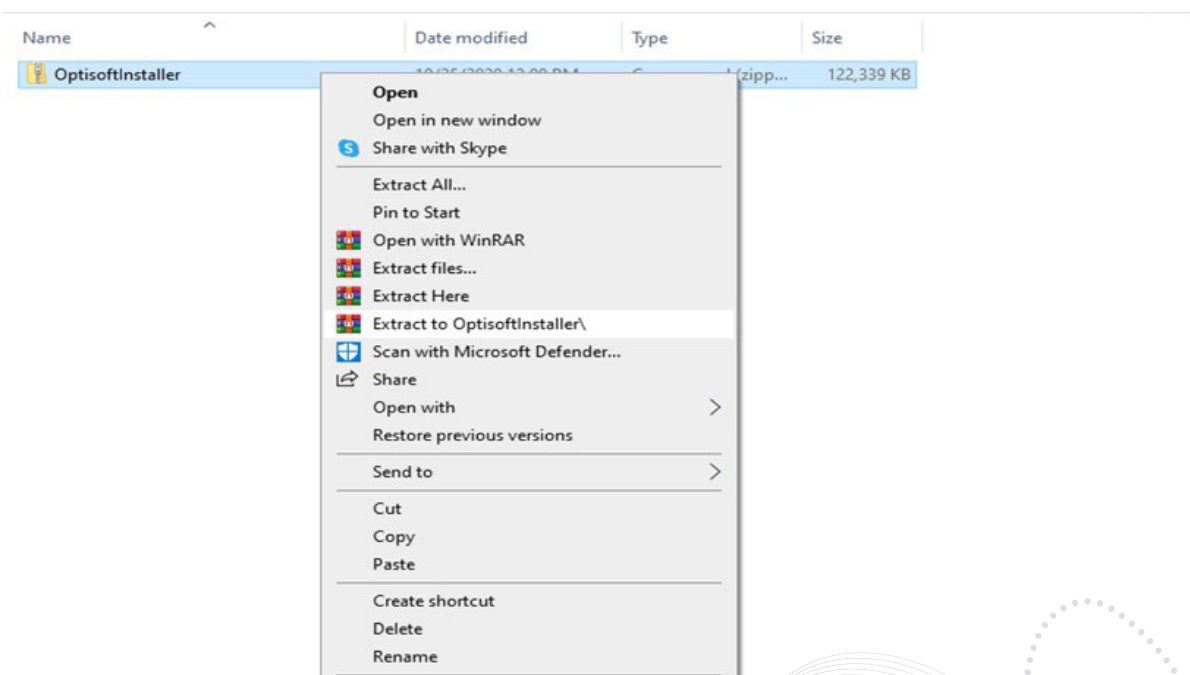 Name Date modified Type Size
OptisoftInstaller (zipp... 122,339 KB
Open
Open in new window
Share with Skype
Extract All...
Pin to Start
Open with WinRAR
Extract files...
Extract Here
Extract to OptisoftInstaller\
Scan with Microsoft Defender...
Share
Open with
Restore previous versions
Send to
Cut
Copy
Paste
Create shortcut
Delete
Rename